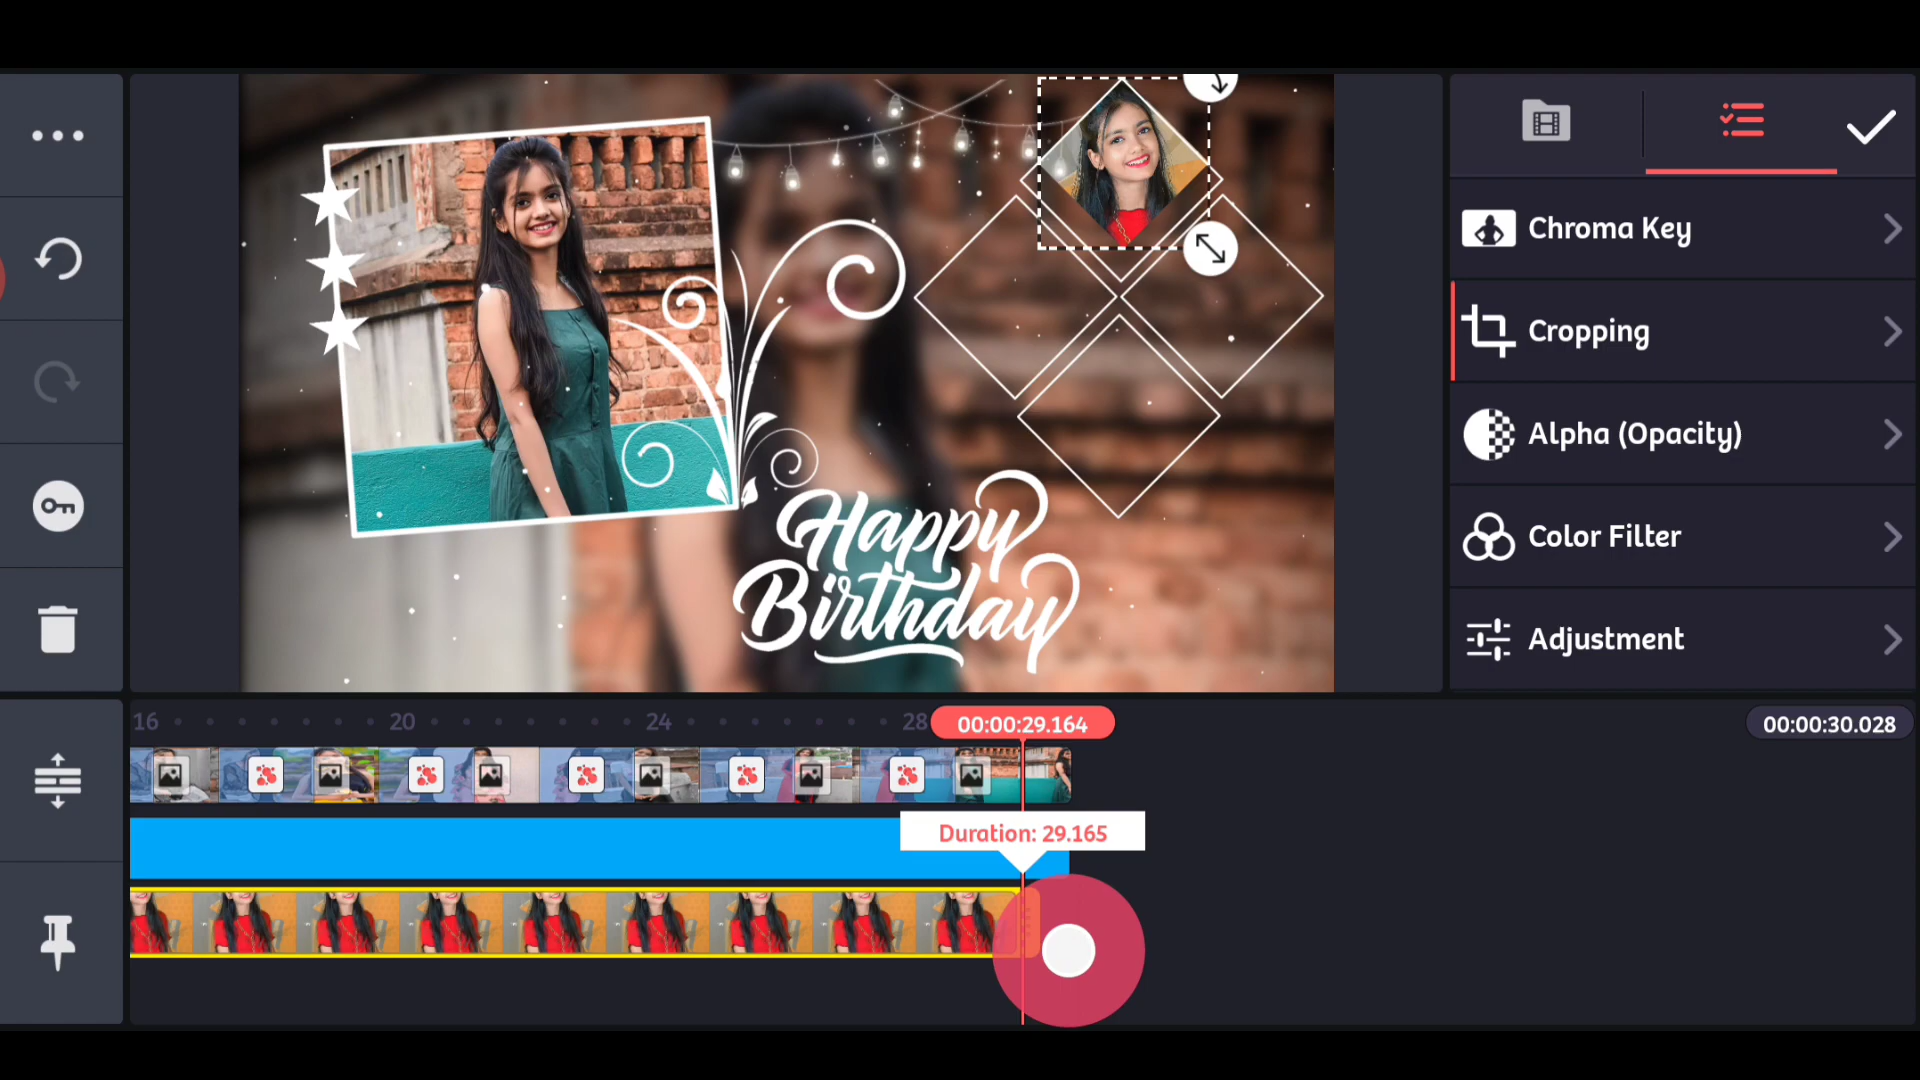 Chroma Key
Cropping
Alpha (Opacity)
Color Filter
Adjustment
Happy
Birthday
16
20
24
28
00:00:29.164
00:00:30.028
Duration: 29.165